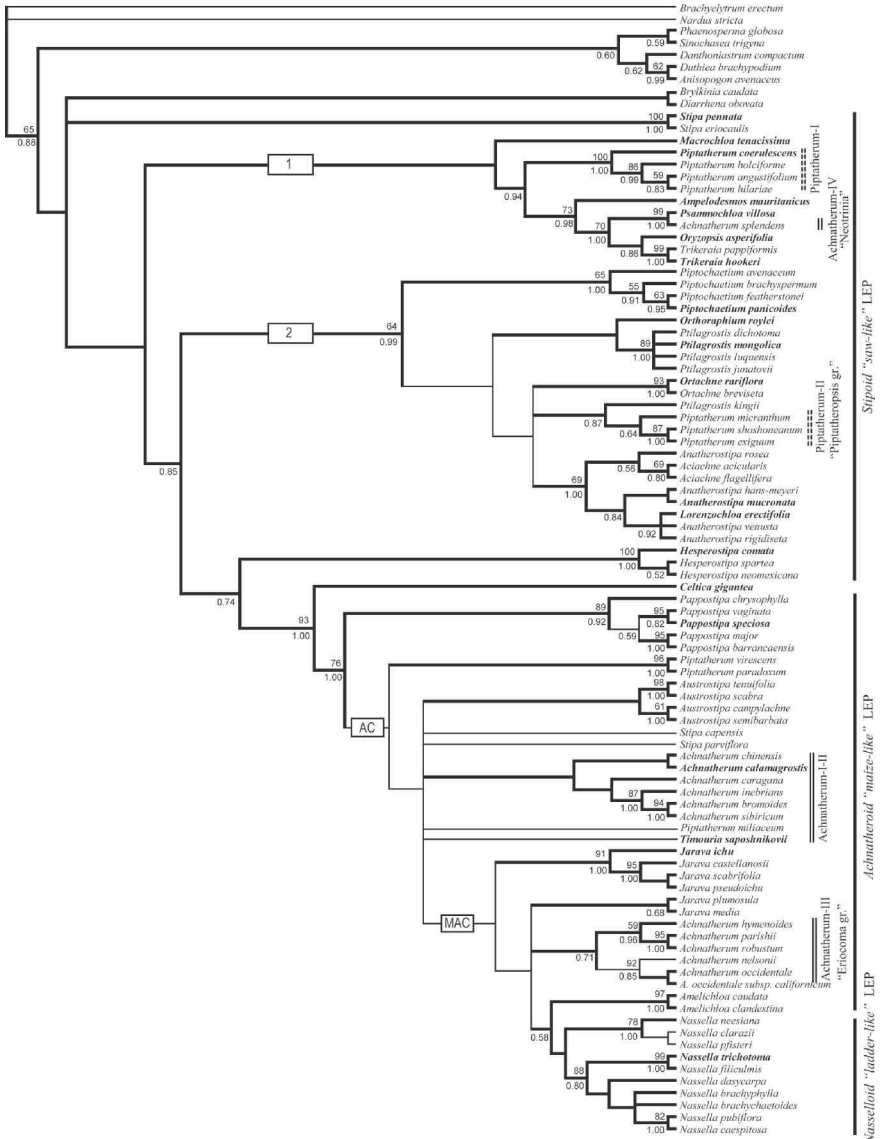 Brachyelytrum erectum
Nardus stricta
Phaenosperma globosa
0.59
Sinochasea trigyna
0.60
Danthoniastrum compactum
0.62
62
Duthiea brachypodium
0.99
Anisopogon avenaceus
Brylkinia caudata
Diarrhena obovata
65
0.88
100
Stipa pennata
1.00
Stipa eriocaulis
Macrochloa tenacissima
1
100
Piptatherum coerulescens
1.00
86
Piptatherum holciforme
0.99
59
Piptatherum angustifolium
0.83
Piptatherum hilariae
Piptatherum-I
0.94
Ampelodesmos mauritanicus
73
0.98
99
Psammochloa villosa
1.00
Achnatherum splendens
70
1.00
Oryzopsis asperifolia
0.86
99
Trikeraia pappiformis
1.00
Trikeraia hookeri
Achnatherum-IV
"Neotrinia"
65
Piptochaetium avenaceum
1.00
55
Piptochaetium brachyspermum
0.91
63
Piptochaetium featherstonei
0.95
Piptochaetium panicoides
64
0.99
2
Orthoraphium roylei
Ptilagrostis dichotoma
89
Ptilagrostis mongolica
1.00
Ptilagrostis luquensis
Ptilagrostis junatovii
93
Ortachne rariflora
1.00
Ortachne breviseta
Ptilagrostis kingii
0.87
Piptatherum micranthum
0.64
87
Piptatherum shoshoneanum
1.00
Piptatherum exiguum
Piptatherum-II
"Piptatheropsis gr."
Anatherostipa rosea
0.56
69
Aciachne acicularis
0.80
Aciachne flagellifera
69
1.00
Anatherostipa hans-meyeri
Anatherostipa mucronata
0.84
Lorenzochloa erectifolia
Anatherostipa venusta
0.92
Anatherostipa rigidiseta
0.85
100
Hesperostipa comata
1.00
Hesperostipa spartea
0.52
Hesperostipa neomexicana
Stipoid "saw-like" LEP
0.74
Celtica gigantea
93
1.00
Pappostipa chrysophylla
89
0.92
95
Pappostipa vaginata
0.82
Pappostipa speciosa
0.59
95
Pappostipa major
1.00
Pappostipa barrancaensis
76
1.00
96
Piptatherum virescens
1.00
Piptatherum paradoxum
98
Austrostipa tenuifolia
1.00
Austrostipa scabra
61
Austrostipa campylachne
1.00
Austrostipa semibarbata
AC
Stipa capensis
Stipa parviflora
Achnatherum chinensis
Achnatherum calamagrostis
Achnatherum caragana
87
Achnatherum inebrians
1.00
94
Achnatherum bromoides
1.00
Achnatherum sibiricum
Piptatherum miliaceum
Timouria saposhnikovii
Achnatherum-I-II
91
Jarava ichu
1.00
95
Jarava castellanosii
1.00
Jarava scabrifolia
Jarava pseudoichu
MAC
Jarava plumosula
0.68
Jarava media
59
Achnatherum hymenoides
0.96
95
Achnatherum parishii
1.00
Achnatherum robustum
0.71
Achnatherum nelsonii
92
0.85
Achnatherum occidentale
A. occidentale subsp. californicum
Achnatherum-III
"Eriocoma gr."
97
Amelichloa caudata
1.00
Amelichloa clandestina
Achnatheroid "maize-like" LEP
0.58
78
Nassella neesiana
1.00
Nassella clarazii
Nassella pfisteri
99
Nassella trichotoma
1.00
Nassella filiculmis
68
0.80
Nassella dasycarpa
Nassella brachyphylla
Nassella brachychaetoides
82
Nassella pubiflora
1.00
Nassella caespitosa
Nasselloid "ladder-like" LEP